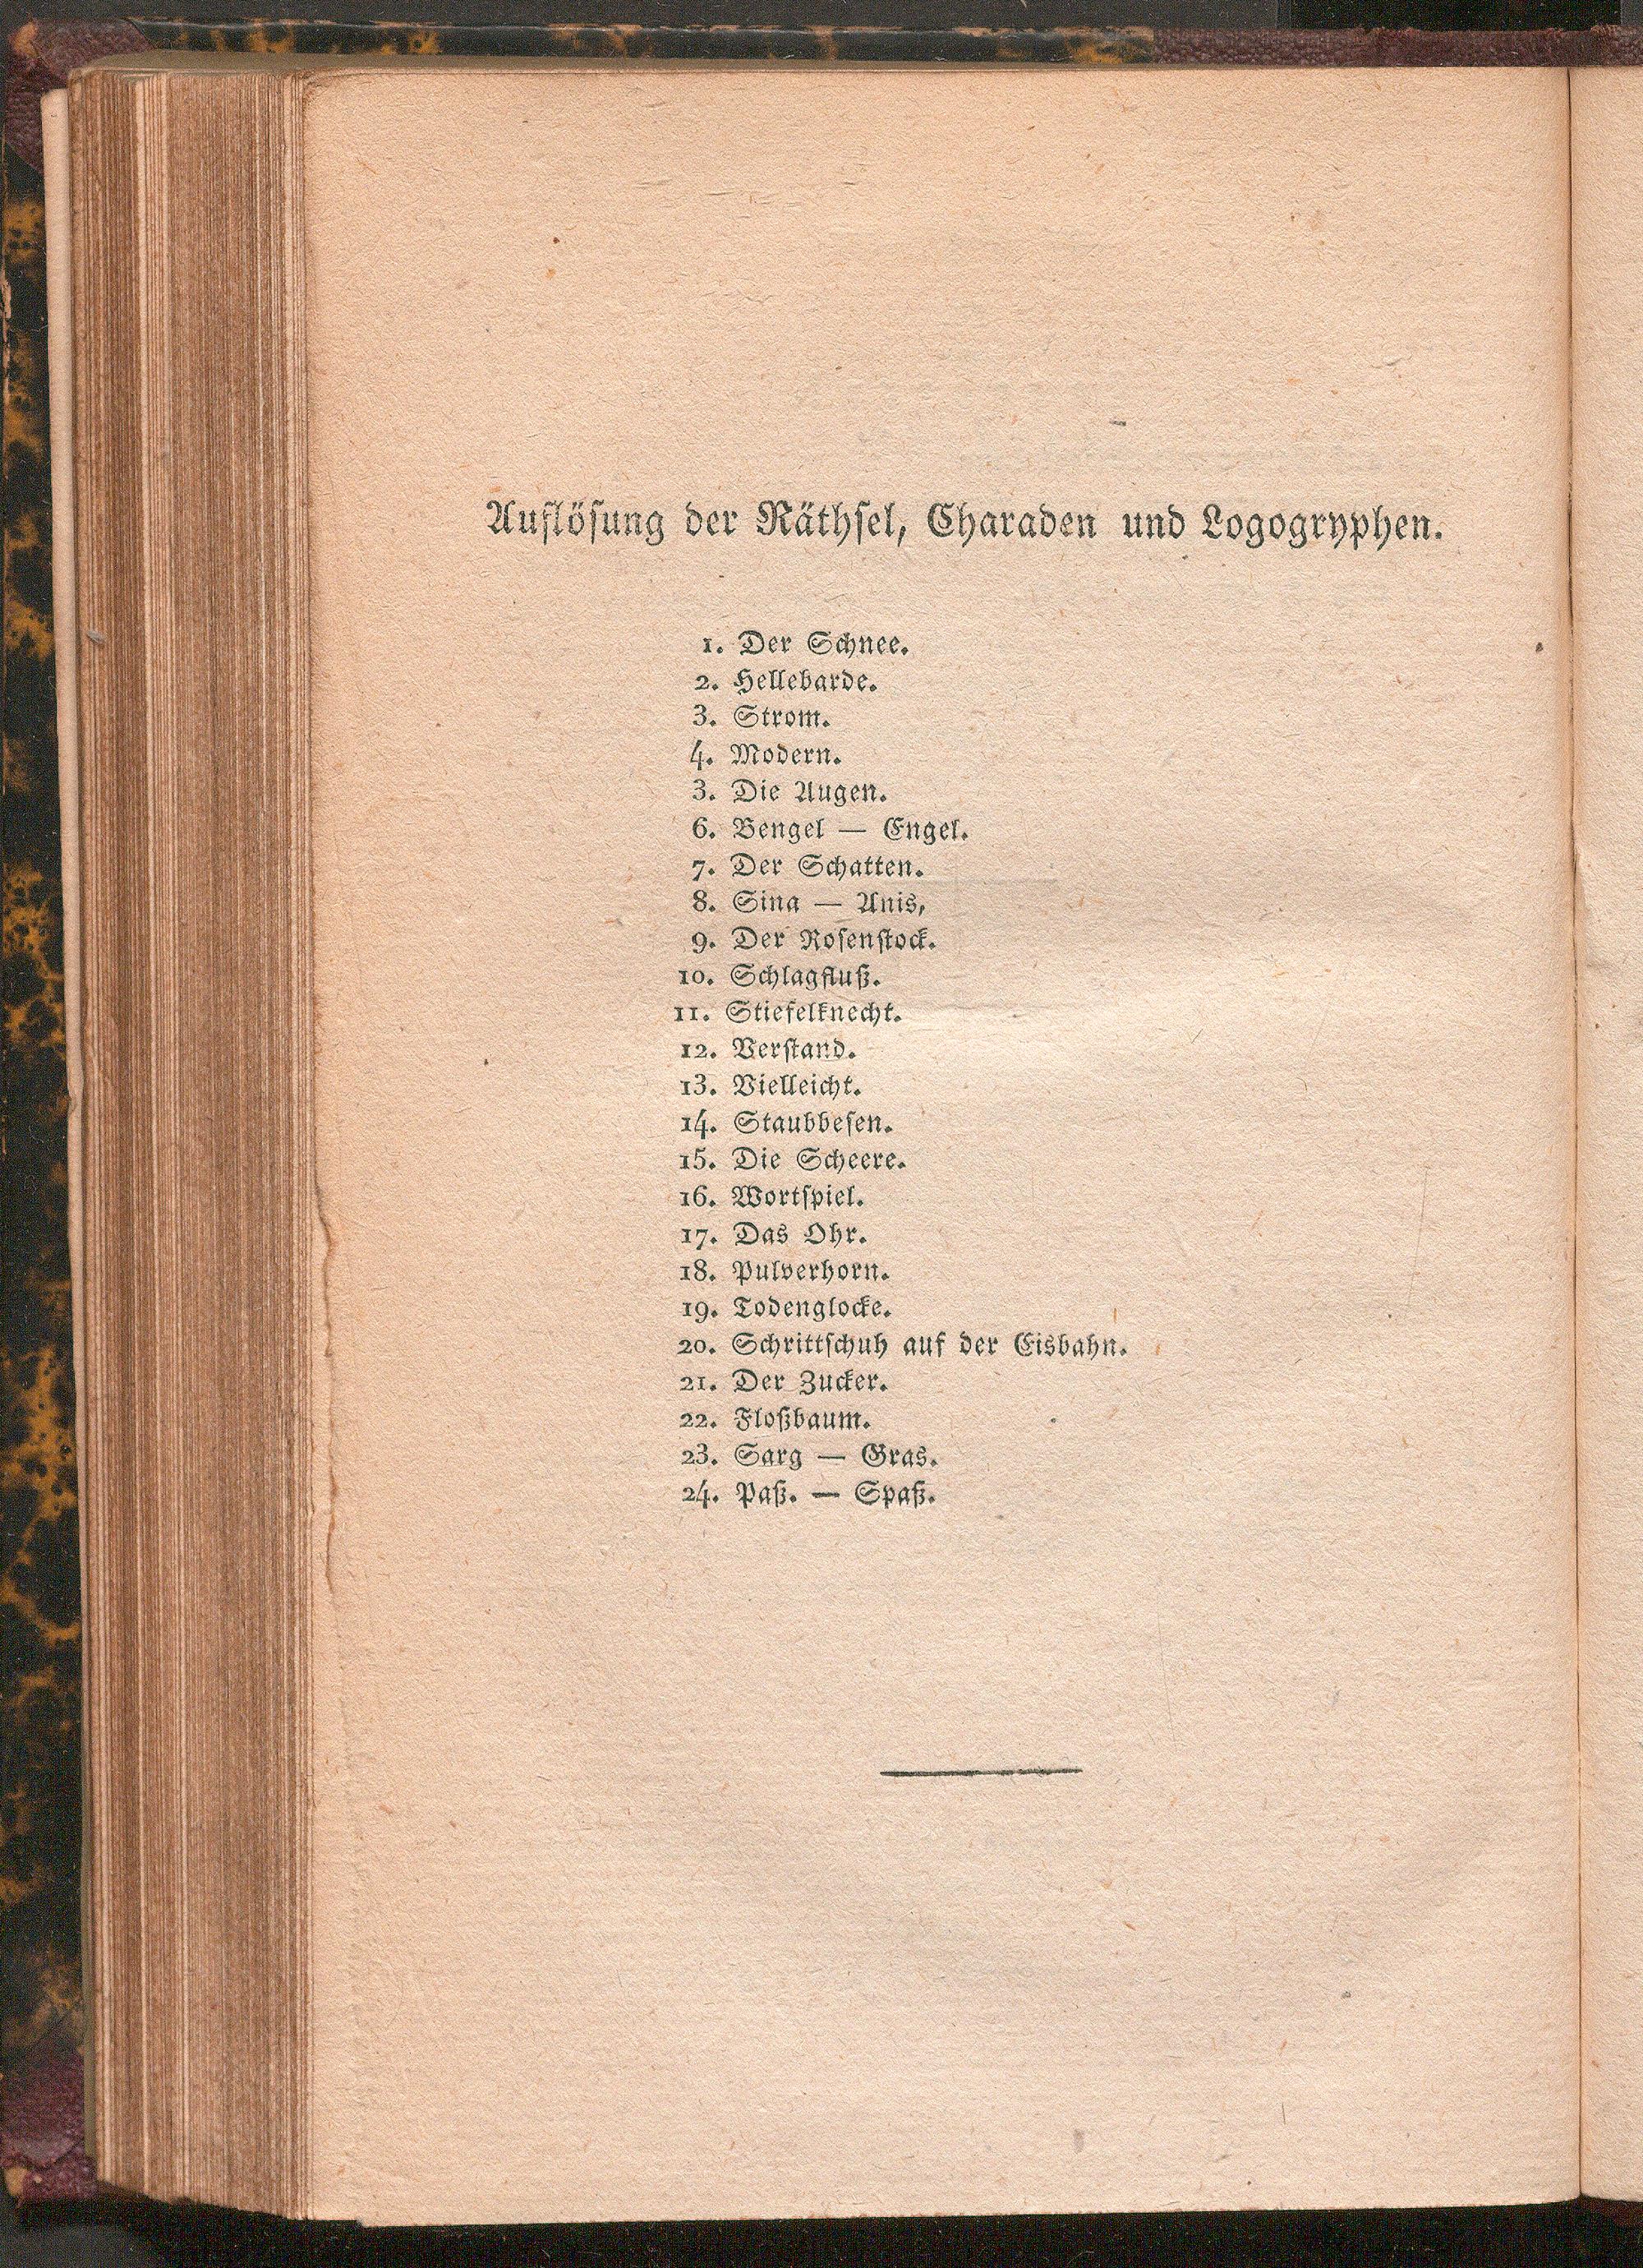 Auflösung der Räthsel, Charaden und Logogryphen.
1. Der Schnee.
2. Hellebarde.
3. Strom.
4. Modern.
3. Die Augen.
6. Bengel — Engel.
7. Der Schatten.
8. Sina — Anis,
9. Der Rosenstock.
10. Schlagfluß.
11. Stiefelknecht.
12. Verstand.
13. Vielleicht.
14. Staubbesen.
15. Die Scheere.
16. Wortspiel.
17. Das Ohr.
18. Pulverhorn.
19. Todenglocke.
20. Schrittschuh auf der Eisbahn.
21. Der Zucker.
22. Floßbaum.
23. Sarg — Gras.
24. Paß. — Spaß.